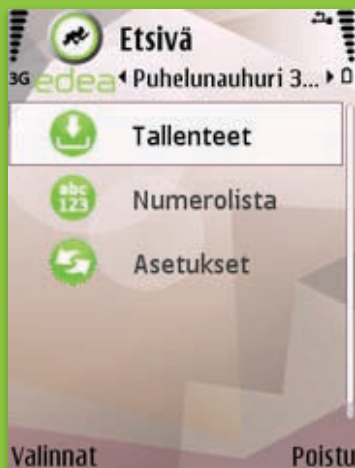 Etsivä
3G edea Puhelunauhuri 3...
Tallenteet
abc
123
Numerolista
Asetukset
Valinnat Poistu